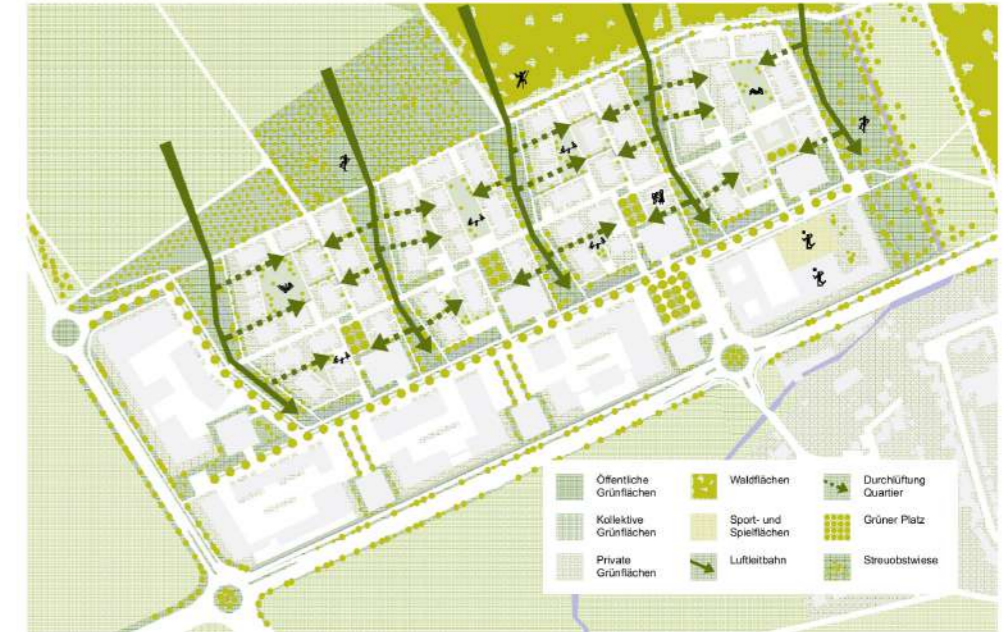 Öffentliche
Grünflächen
Waldflächen
Durchlüftung
Quartier
Kollektive
Grünflächen
Sport- und
Spielflächen
Grüner Platz
Private
Grünflächen
Luftleitbahn
Streuobstwiese